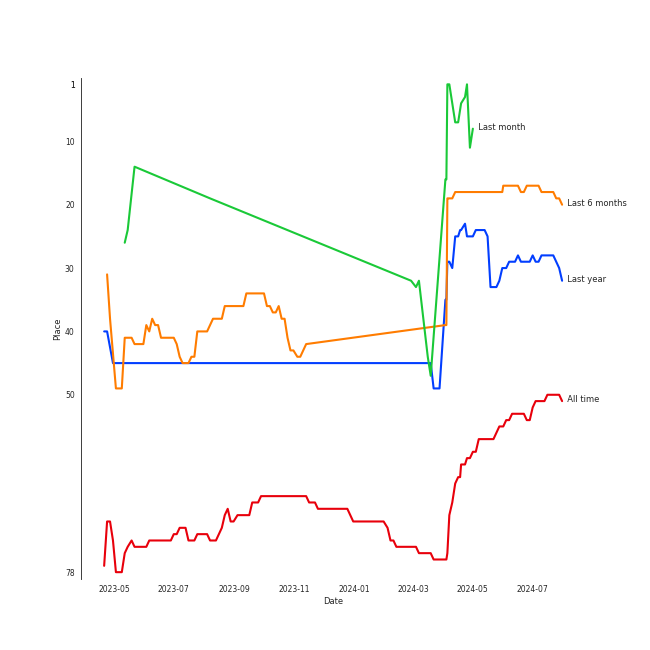 1
10
20
30
40
50
78
Place
Last month
Last 6 months
Last year
All time
2023-05
2023-07
2023-09
2023-11
2024-01
2024-03
2024-05
2024-07
Date